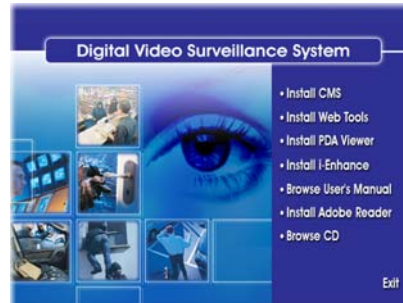 Digital Video Surveillance System
• Install CMS
• Install Web Tools
• Install PDA Viewer
• Install i-Enhance
• Browse User's Manual
• Install Adobe Reader
• Browse CD
Exit